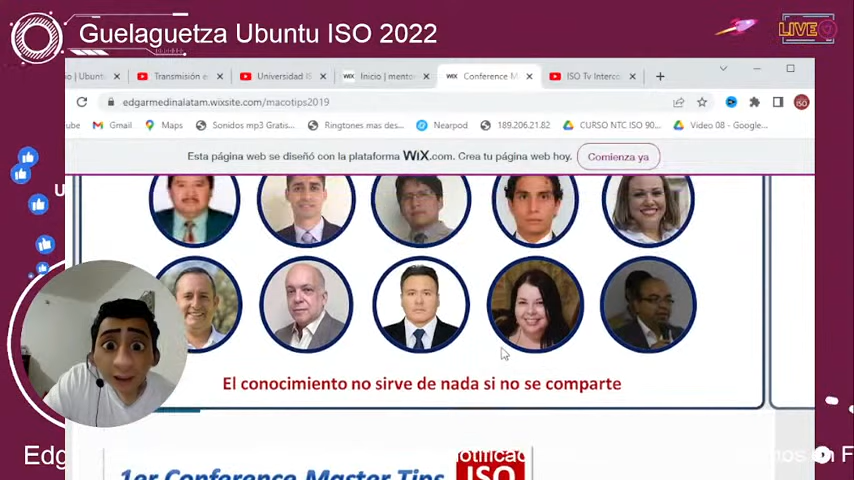 Guelaguetza Ubuntu ISO 2022
LIVE
Inicio | mento
Conference M
ISO Tv Interco
Transmisión e
Universidad IS
edgarmedinalatam.wixsite.com/macotips2019
Gmail
Maps
Sonidos mp3 Gratis...
Ringtones mas des...
Nearpod
189.206.21.82
CURSO NTC ISO 90...
Video 08 - Google...
Esta página web se diseñó con la plataforma WiX.com. Crea tu página web hoy.
Comienza ya
El conocimiento no sirve de nada si no se comparte
1er Conference Master Tips
ISO